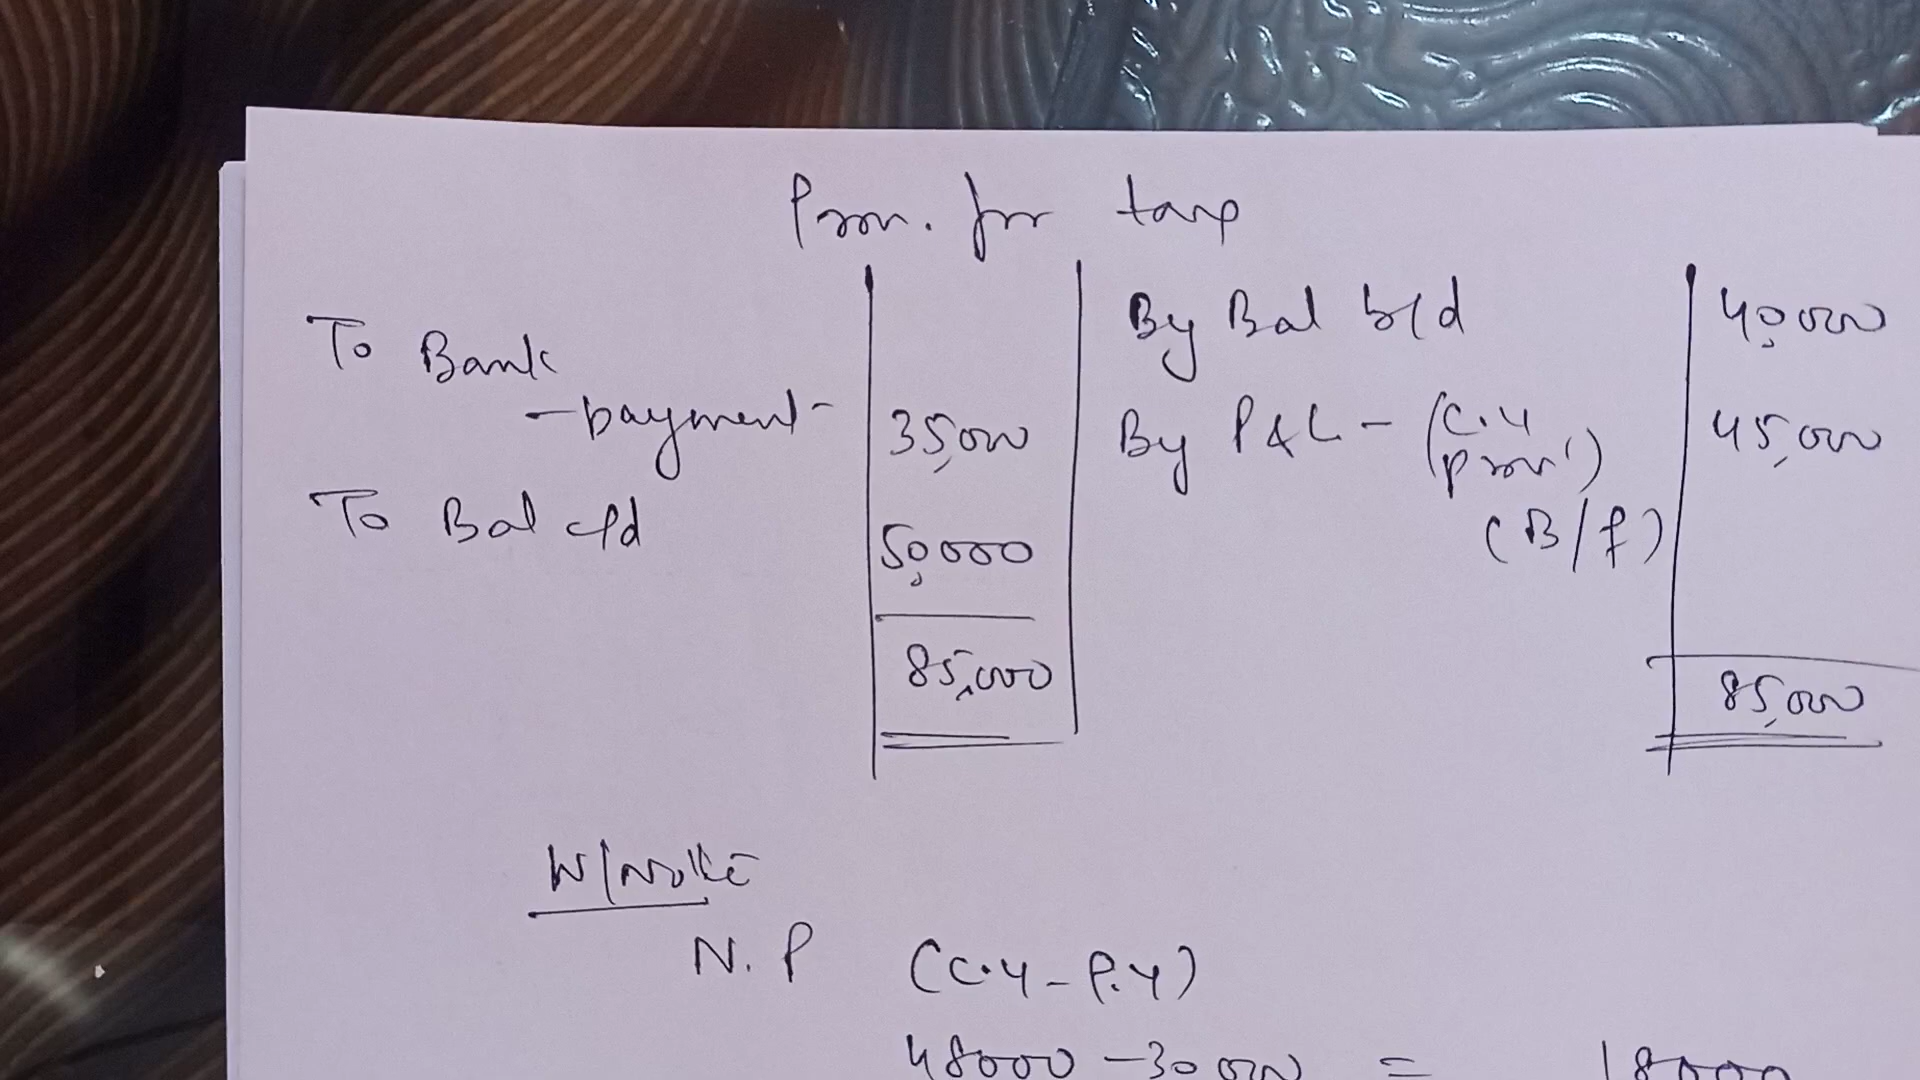 Prov. for tax
By Bal b/d 40,000
To Bank
-payment- 35,000 By P&L - (C.Y 45,000
prov')
To Bal c/d (B/f)
50,000
85,000 85,000
W/Note
N.P (C.Y-P.Y)
48000-30000 = 18000